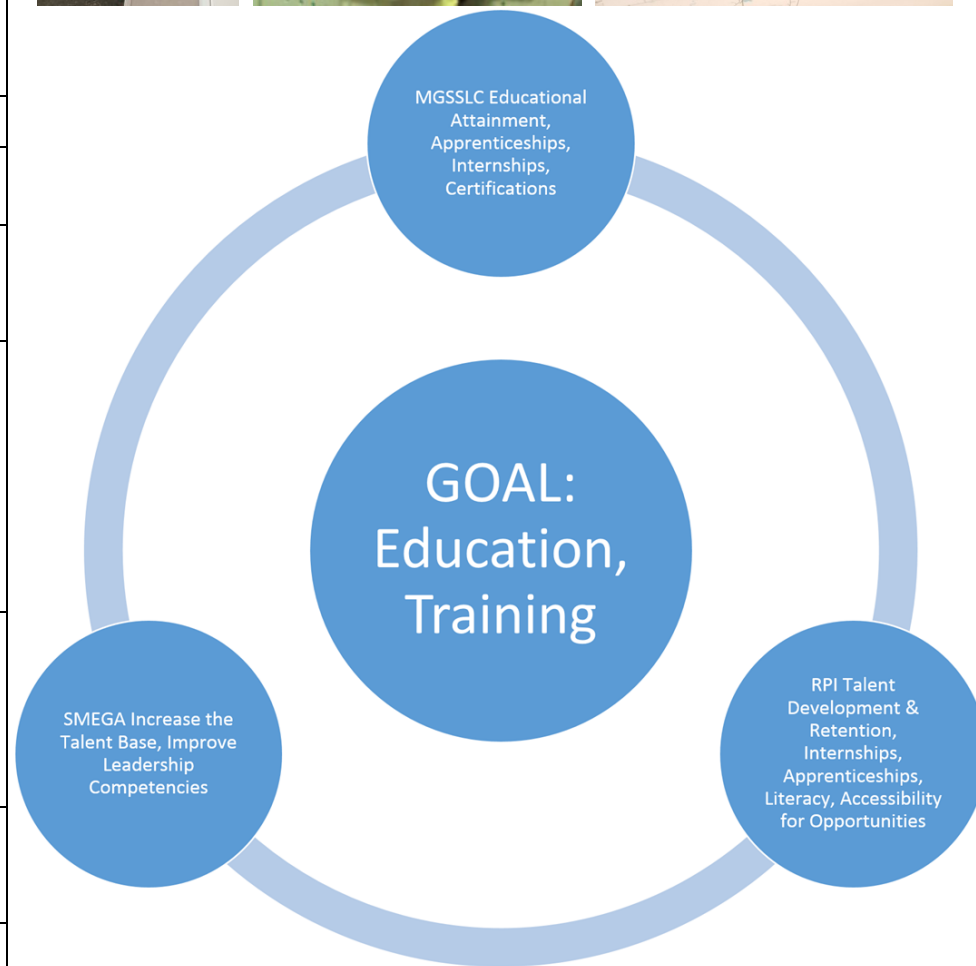 MGSSLC Educational
Attainment,
Apprenticeships,
Internships,
Certifications
GOAL:
Education,
Training
SMEGA Increase the
Talent Base, Improve
Leadership
Competencies
RPI Talent
Development &
Retention,
Internships,
Apprenticeships,
Literacy, Accessibility
for Opportunities